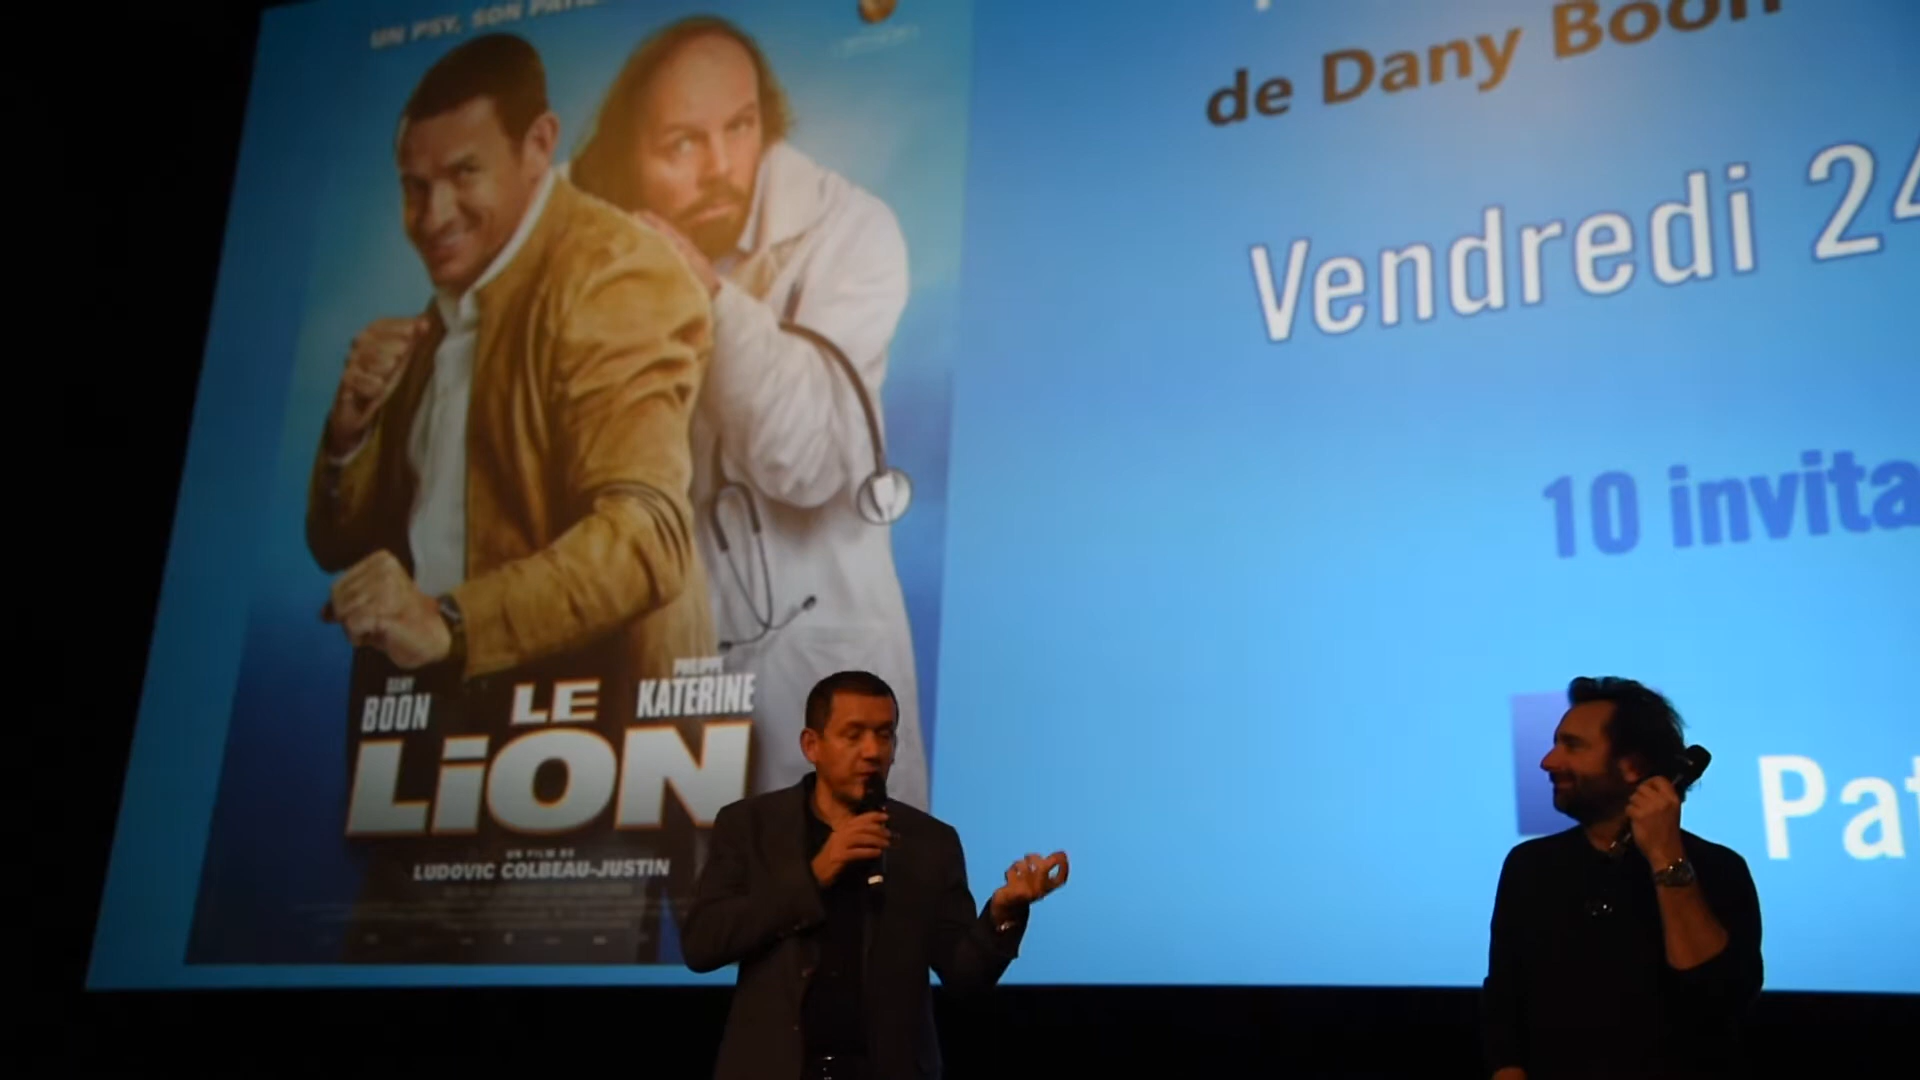 UN PSY, SON
de Dany Boon
Vendredi 24
10 invita
DANY
BOON
LE
PHILIPPE
KATERINE
LiON
UN FILM DE
LUDOVIC COLBEAU-JUSTIN
Pat